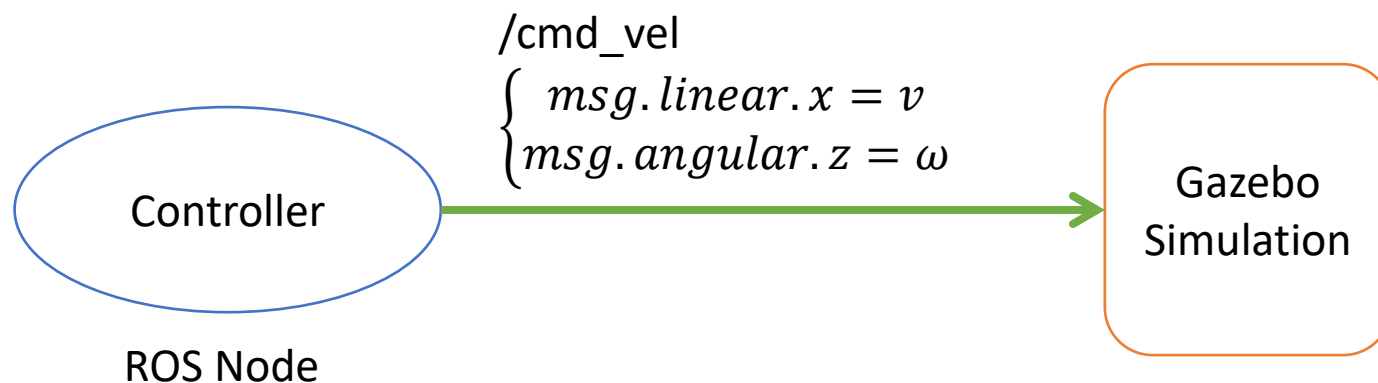 /cmd_vel
msg.linear.x = v
msg.angular.z = ω
Controller
Gazebo
Simulation
ROS Node